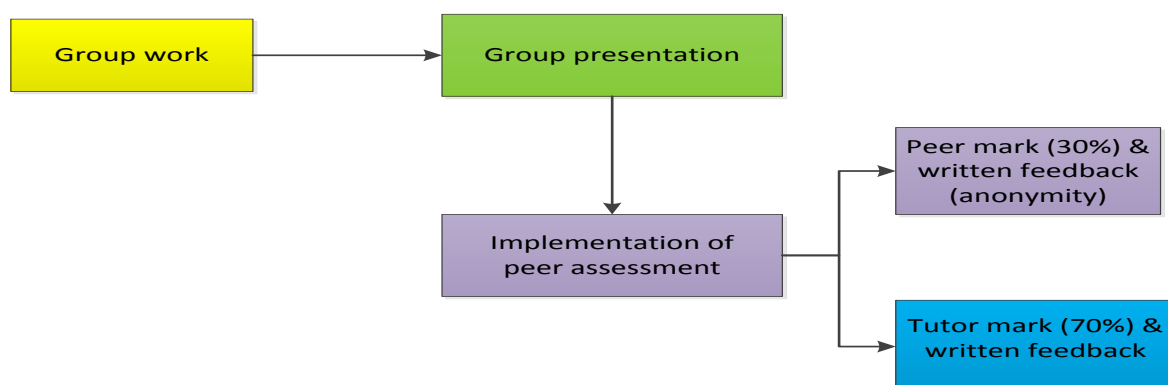 Group work
Group presentation
Peer mark (30%) &
written feedback
(anonymity)
Implementation of
peer assessment
Tutor mark (70%) &
written feedback